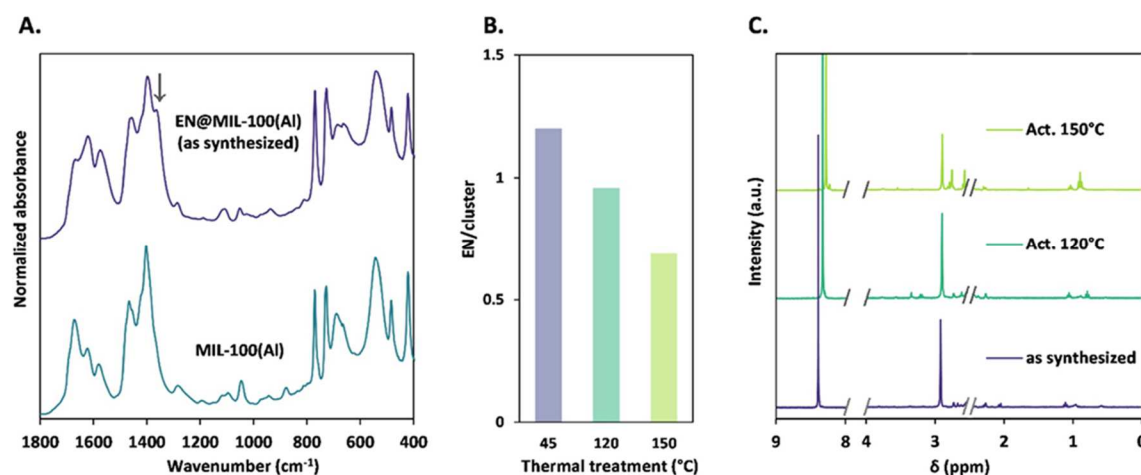 A.
Normalized absorbance
EN@MIL-100(Al)
(as synthesized)
MIL-100(Al)
1800 1600 1400 1200 1000 800 600 400
Wavenumber (cm⁻¹)
B.
EN/cluster
1.5
1
0.5
0
45 120 150
Thermal treatment (°C)
C.
Intensity (a.u.)
Act. 150°C
Act. 120°C
as synthesized
9 8 4 3 2 1 0
δ (ppm)